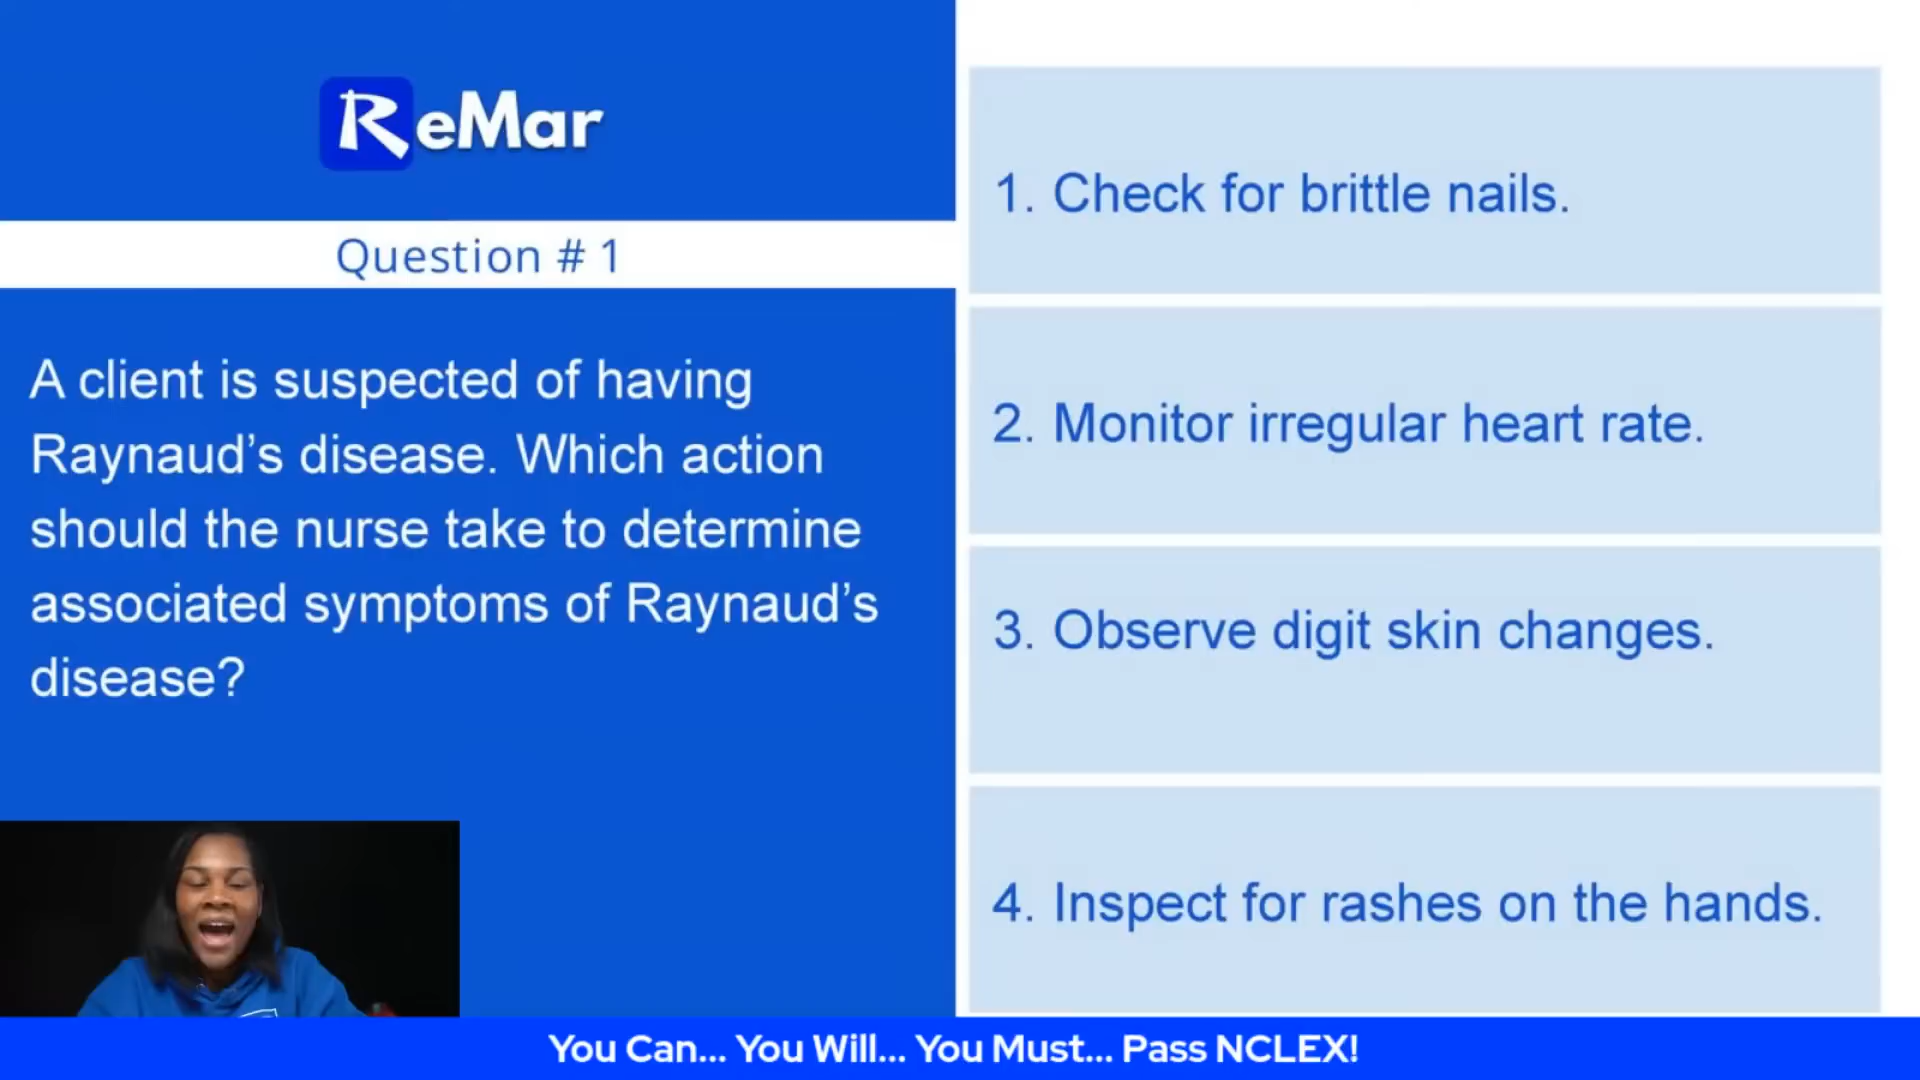 ReMar
Question # 1
A client is suspected of having
Raynaud’s disease. Which action
should the nurse take to determine
associated symptoms of Raynaud’s
disease?
1. Check for brittle nails.
2. Monitor irregular heart rate.
3. Observe digit skin changes.
4. Inspect for rashes on the hands.
You Can... You Will... You Must... Pass NCLEX!